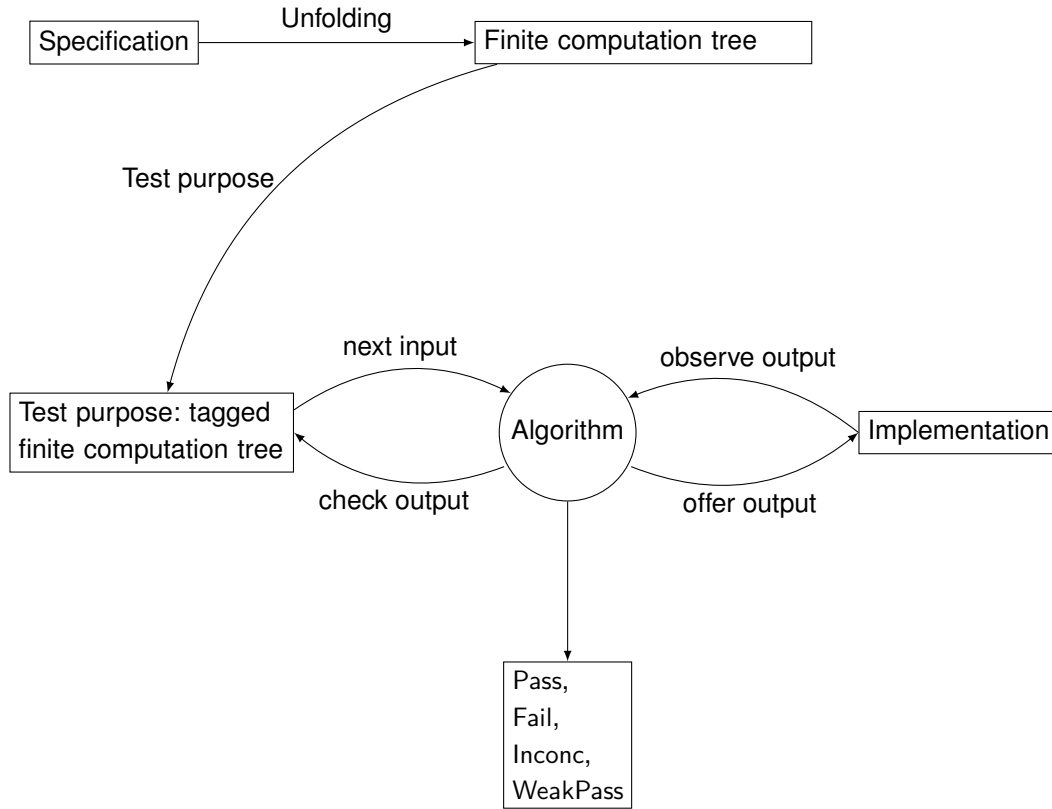 Unfolding
Specification
Finite computation tree
Test purpose
next input
observe output
Test purpose: tagged
finite computation tree
Algorithm
Implementation
check output
offer output
Pass,
Fail,
Inconc,
WeakPass